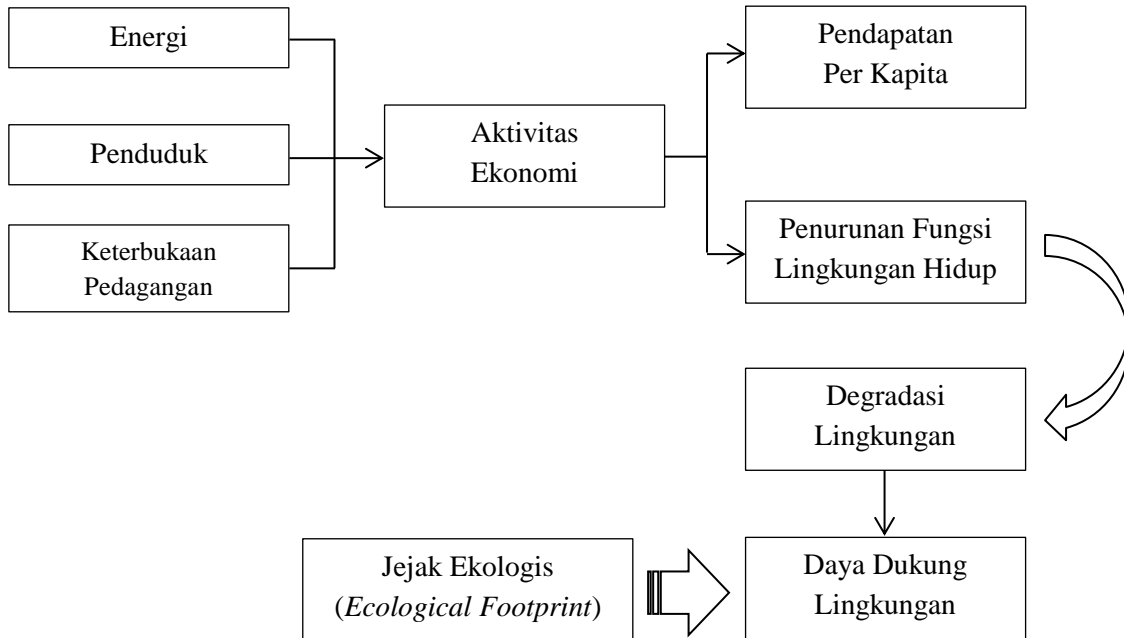 Energi
Penduduk
Keterbukaan
Pedagangan
Aktivitas
Ekonomi
Pendapatan
Per Kapita
Penurunan Fungsi
Lingkungan Hidup
Degradasi
Lingkungan
Jejak Ekologis
(Ecological Footprint)
Daya Dukung
Lingkungan